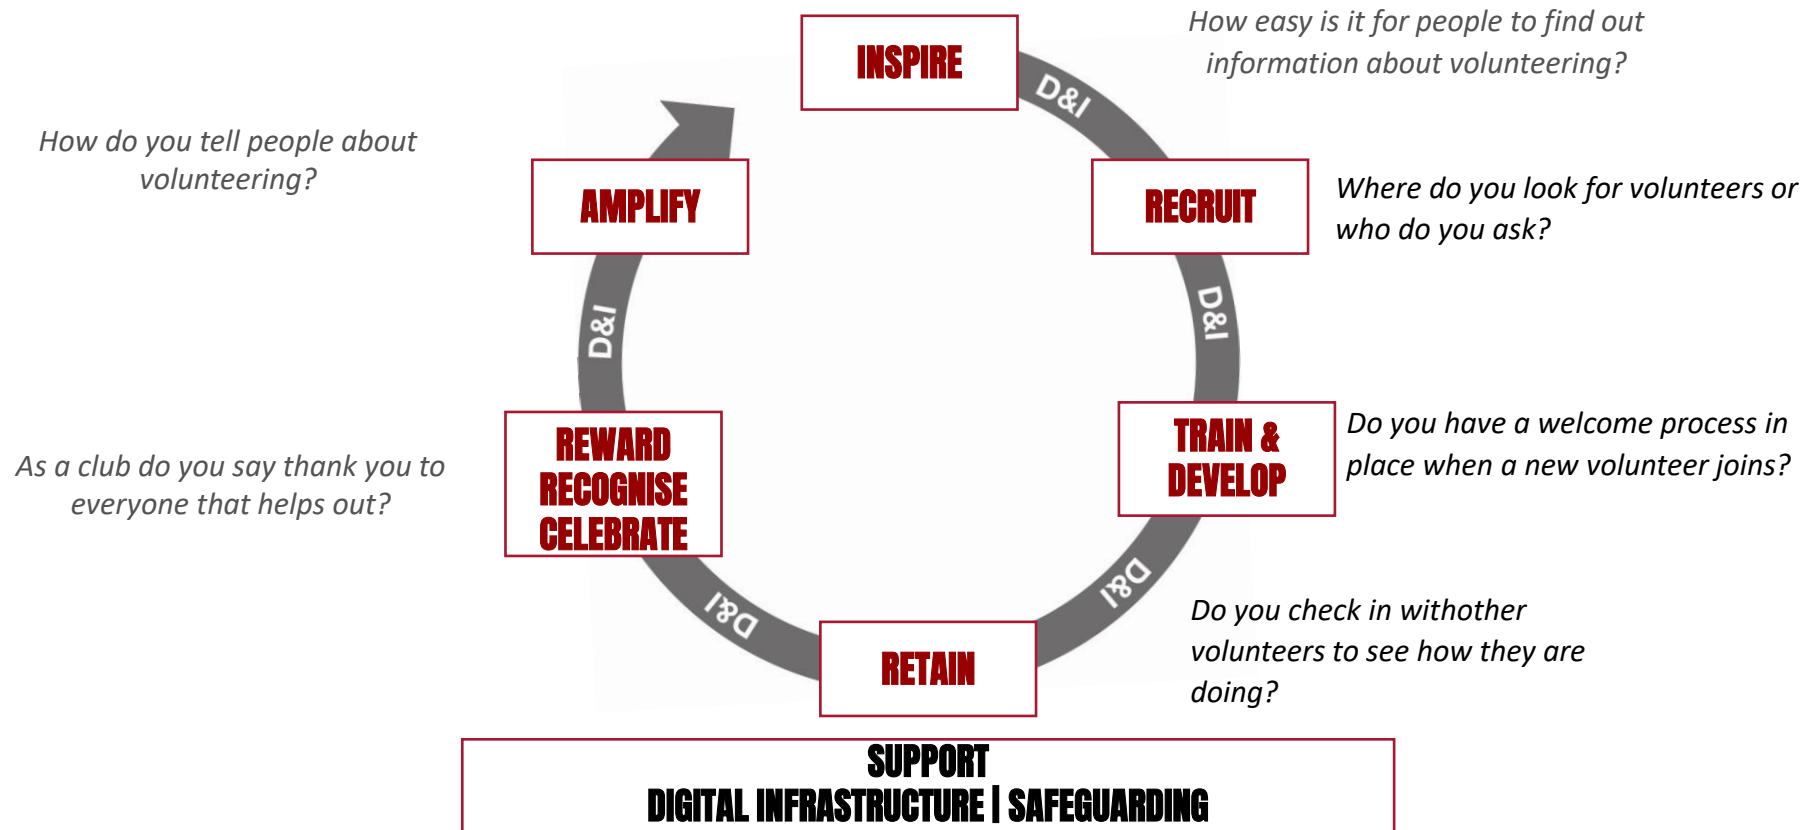 INSPIRE
How easy is it for people to find out
information about volunteering?
D&I
RECRUIT
Where do you look for volunteers or
who do you ask?
D&I
TRAIN &
DEVELOP
Do you have a welcome process in
place when a new volunteer joins?
D&I
Do you check in withother
volunteers to see how they are
doing?
RETAIN
D&I
REWARD
RECOGNISE
CELEBRATE
As a club do you say thank you to
everyone that helps out?
D&I
AMPLIFY
How do you tell people about
volunteering?
SUPPORT
DIGITAL INFRASTRUCTURE | SAFEGUARDING